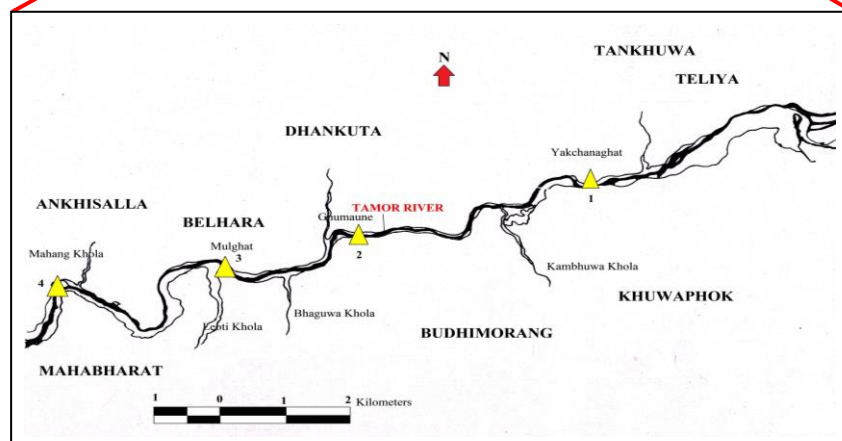 TANKHUWA
N
TELIYA
DHANKUTA
Yakchanaghat
1
ANKHISALLA
TAMOR RIVER
BELHARA
Ghumaune
2
Mulghat
3
Mahang Khola
4
Kambhuwa Khola
KHUWAPHOK
Leoti Khola
Bhaguwa Khola
BUDHIMORANG
MAHABHARAT
1 0 1 2 Kilometers